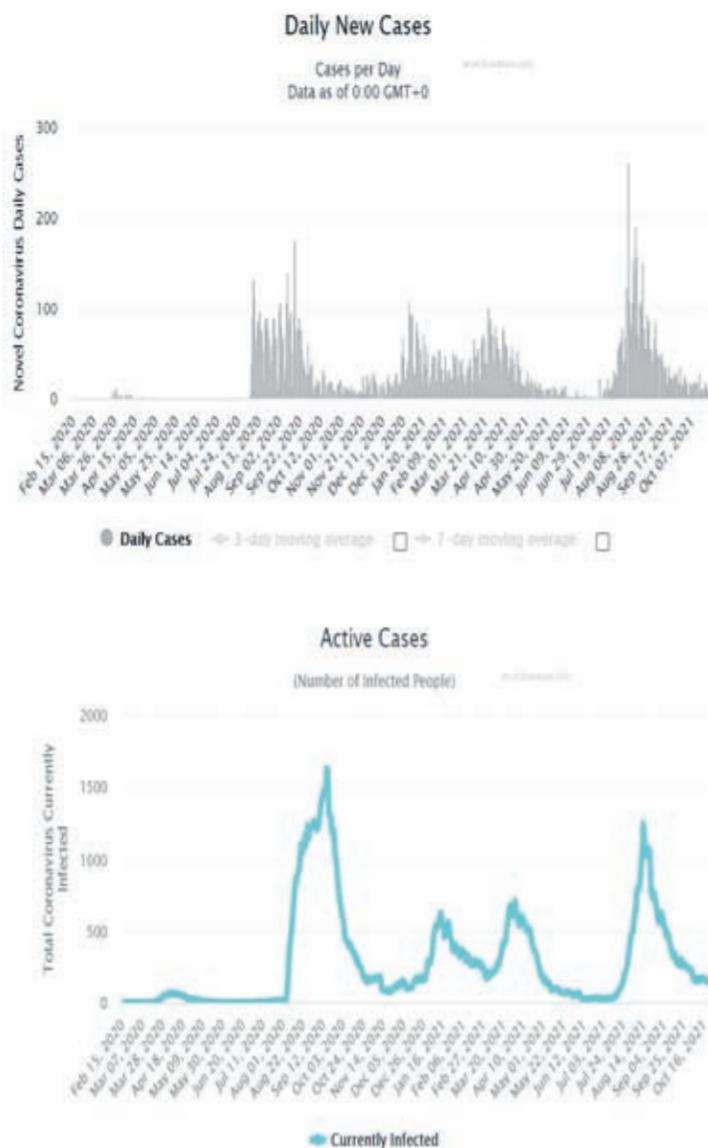 Daily New Cases
Cases per Day
Data as of 0:00 GMT+0
Novel Coronavirus Daily Cases
300
200
100
0
Feb 15, 2020
Mar 06, 2020
Mar 26, 2020
Apr 15, 2020
May 05, 2020
May 25, 2020
Jun 14, 2020
Jul 04, 2020
Jul 24, 2020
Aug 13, 2020
Sep 02, 2020
Sep 22, 2020
Oct 12, 2020
Nov 01, 2020
Nov 21, 2020
Dec 11, 2020
Dec 31, 2020
Jan 20, 2021
Feb 09, 2021
Mar 01, 2021
Mar 21, 2021
Apr 10, 2021
Apr 30, 2021
May 20, 2021
Jun 09, 2021
Jun 29, 2021
Jul 19, 2021
Aug 08, 2021
Aug 28, 2021
Sep 17, 2021
Oct 07, 2021
Daily Cases
3-day moving average
7-day moving average
Active Cases
(Number of Infected People)
Total Coronavirus Currently
Infected
2000
1500
1000
500
0
Feb 15, 2020
Mar 07, 2020
Mar 28, 2020
Apr 18, 2020
May 09, 2020
May 30, 2020
Jun 20, 2020
Jul 11, 2020
Aug 01, 2020
Aug 22, 2020
Sep 12, 2020
Oct 03, 2020
Oct 24, 2020
Nov 14, 2020
Dec 05, 2020
Dec 26, 2020
Jan 16, 2021
Feb 06, 2021
Feb 27, 2021
Mar 20, 2021
Apr 10, 2021
May 01, 2021
May 22, 2021
Jun 12, 2021
Jul 03, 2021
Jul 24, 2021
Aug 14, 2021
Sep 04, 2021
Sep 25, 2021
Oct 16, 2021
Currently Infected